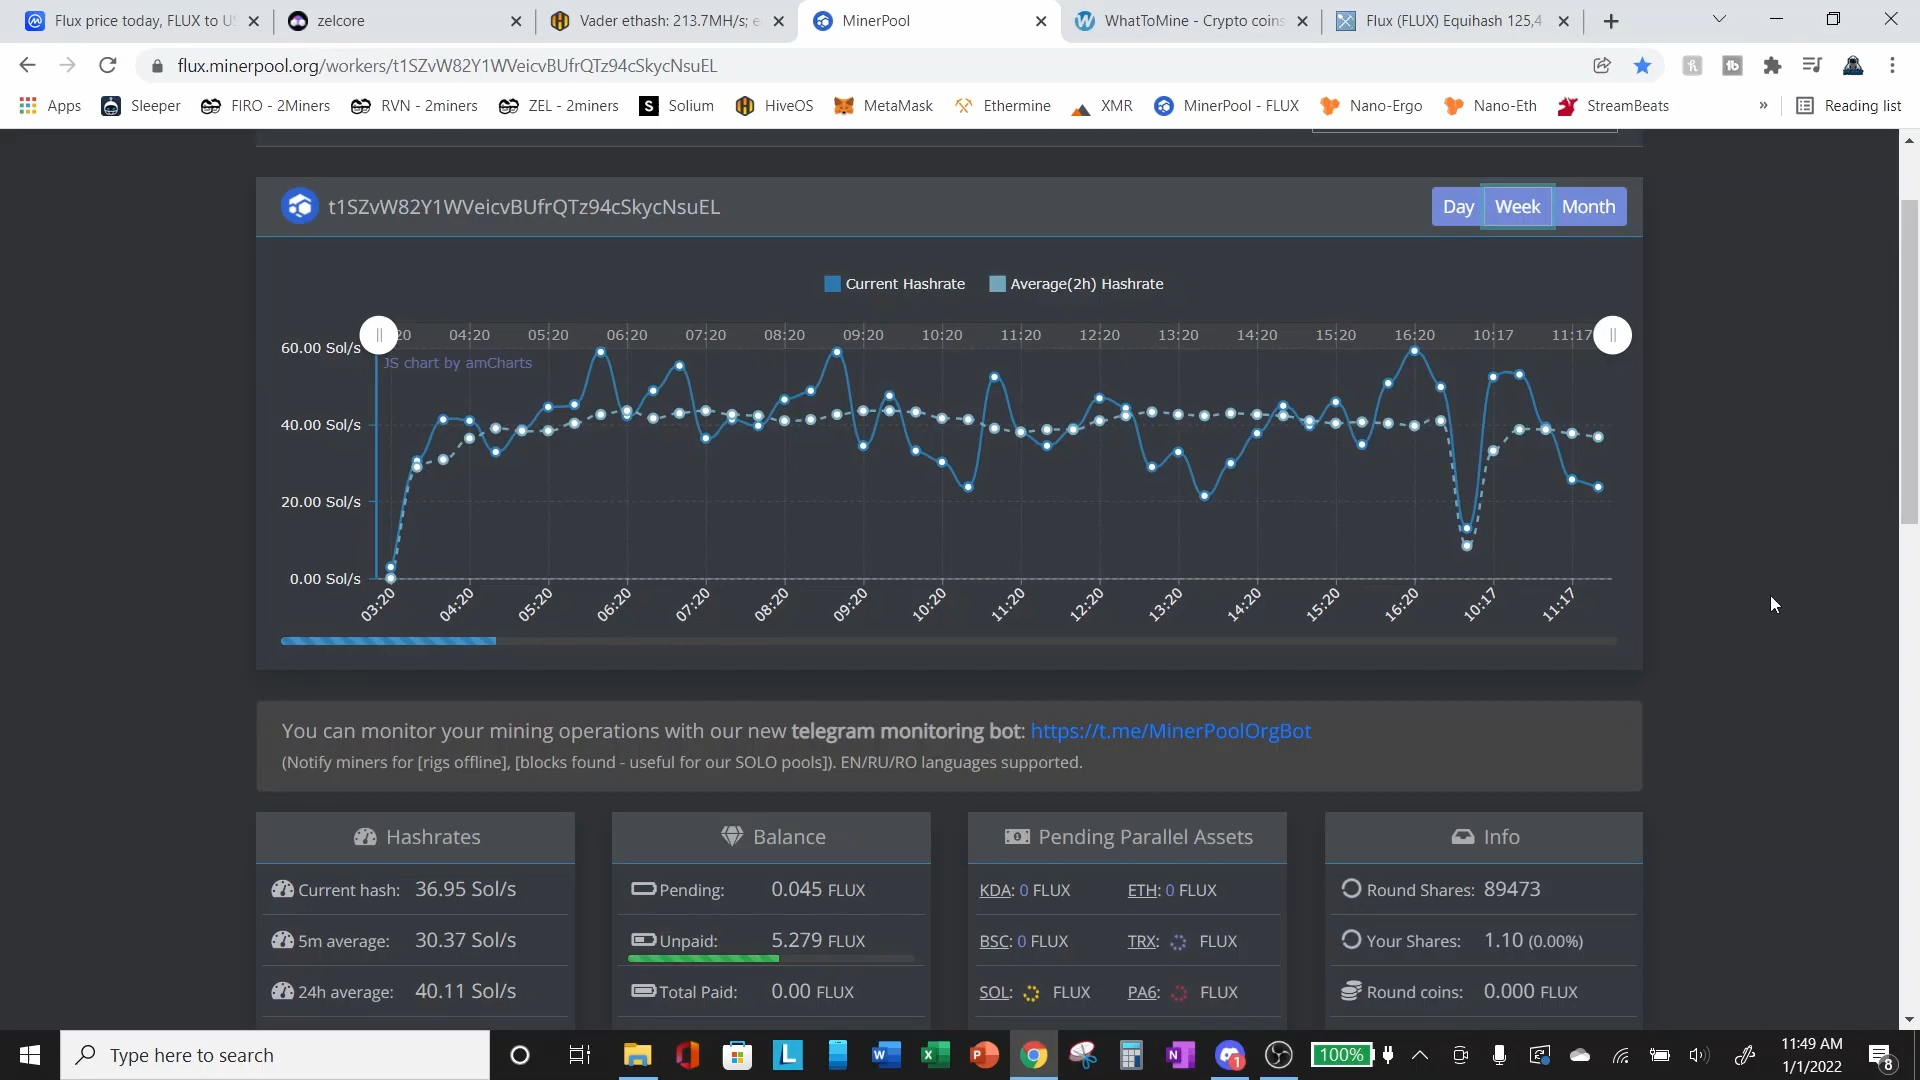 Flux price today, FLUX to US
zelcore
Vader ethash: 213.7MH/s; e
MinerPool
WhatToMine - Crypto coins
Flux (FLUX) Equihash 125,4
flux.minerpool.org/workers/t1SZvW82Y1WVeicvBUfrQTz94cSkycNsuEL
Apps
Sleeper
FIRO - 2Miners
RVN - 2miners
ZEL - 2miners
Solium
HiveOS
MetaMask
Ethermine
XMR
MinerPool - FLUX
Nano-Ergo
Nano-Eth
StreamBeats
»
Reading list
t1SZvW82Y1WVeicvBUfrQTz94cSkycNsuEL
Day
Week
Month
Current Hashrate
Average(2h) Hashrate
20 04:20 05:20 06:20 07:20 08:20 09:20 10:20 11:20 12:20 13:20 14:20 15:20 16:20 10:17 11:17
JS chart by amCharts
60.00 Sol/s
40.00 Sol/s
20.00 Sol/s
0.00 Sol/s
03:20 04:20 05:20 06:20 07:20 08:20 09:20 10:20 11:20 12:20 13:20 14:20 15:20 16:20 10:17 11:17
You can monitor your mining operations with our new telegram monitoring bot: https://t.me/MinerPoolOrgBot
(Notify miners for [rigs offline], [blocks found - useful for our SOLO pools]). EN/RU/RO languages supported.
Hashrates
Current hash: 36.95 Sol/s
5m average: 30.37 Sol/s
24h average: 40.11 Sol/s
Balance
Pending: 0.045 FLUX
Unpaid: 5.279 FLUX
Total Paid: 0.00 FLUX
Pending Parallel Assets
KDA: 0 FLUX ETH: 0 FLUX
BSC: 0 FLUX TRX: FLUX
SOL: FLUX PA6: FLUX
Info
Round Shares: 89473
Your Shares: 1.10 (0.00%)
Round coins: 0.000 FLUX
Type here to search
100%
11:49 AM
1/1/2022
8